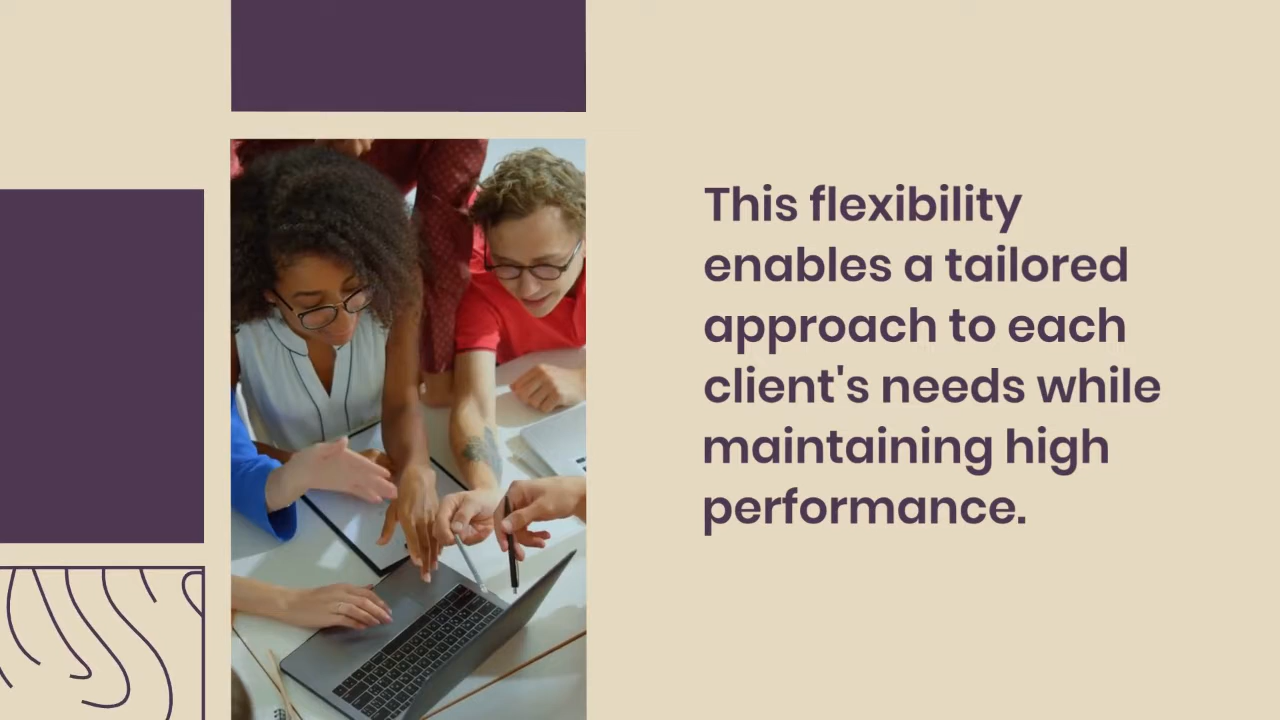 This flexibility
enables a tailored
approach to each
client's needs while
maintaining high
performance.